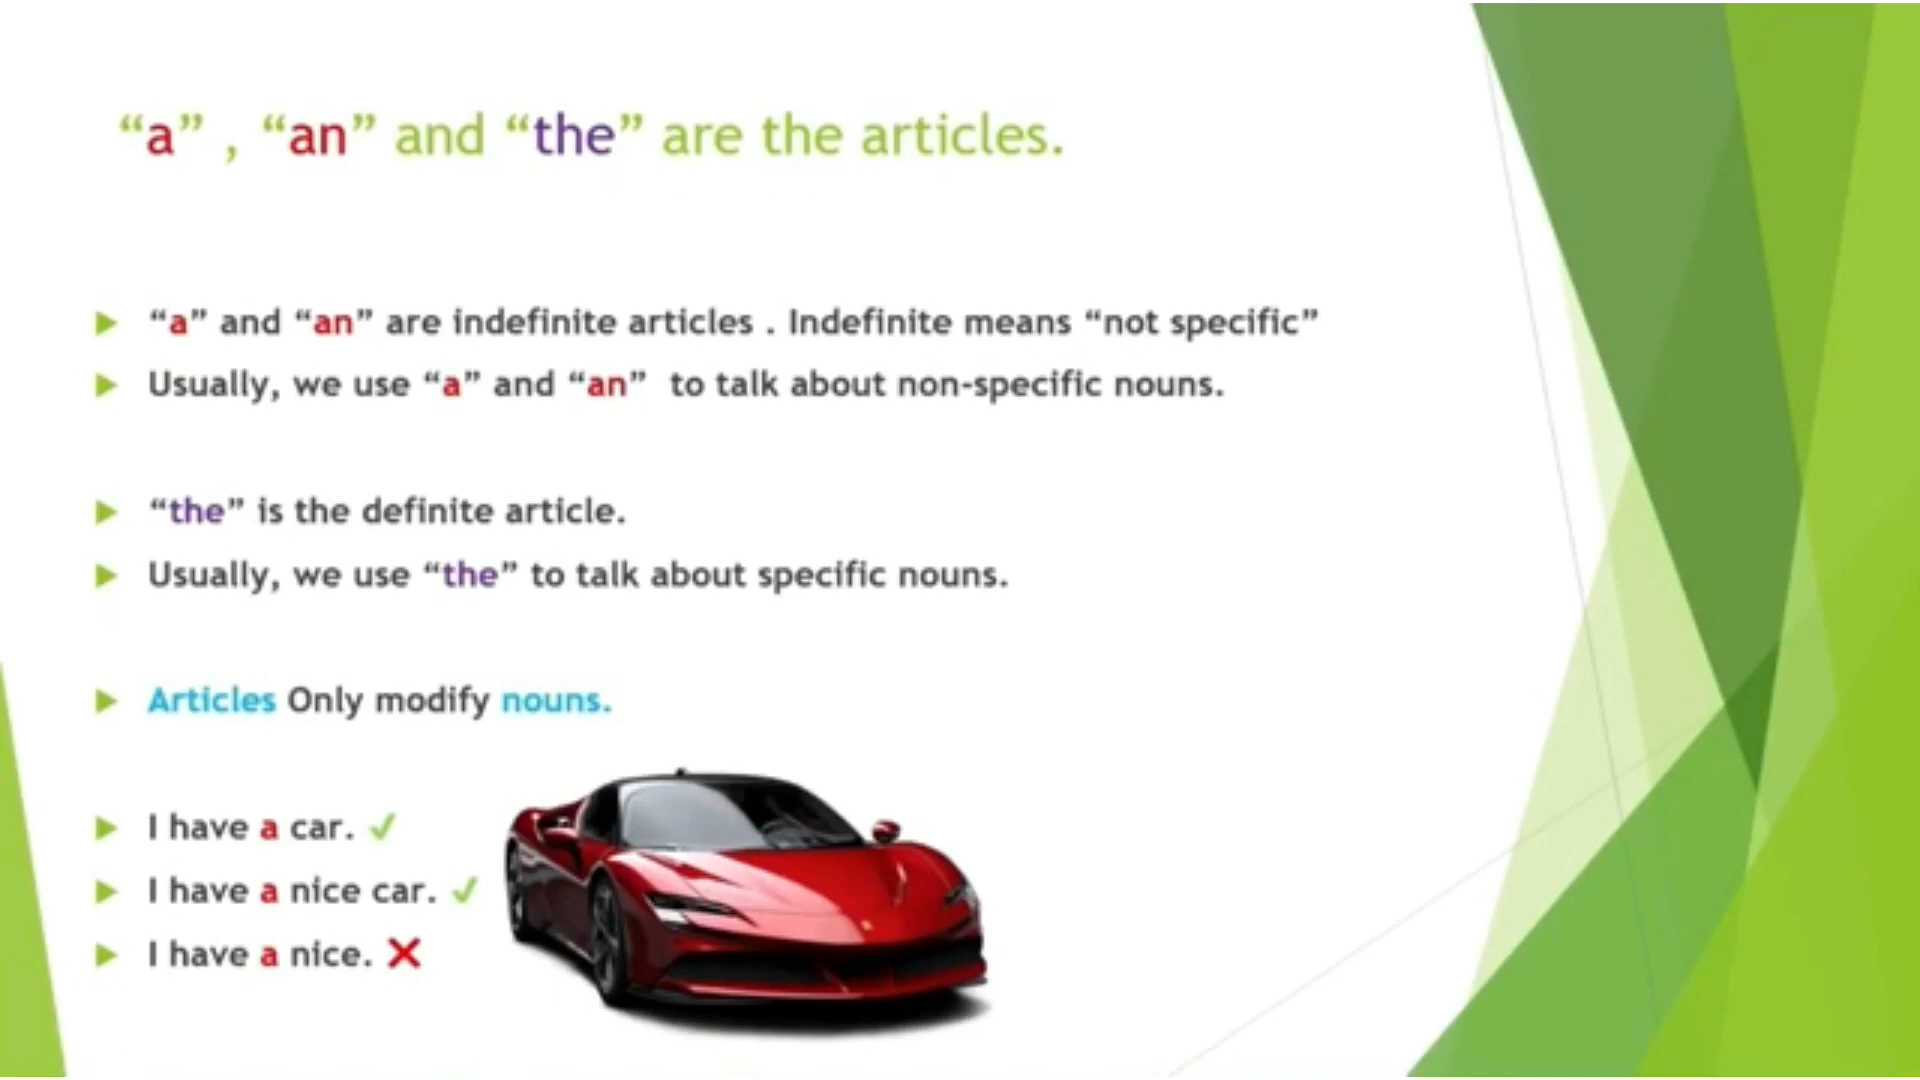 “a” , “an” and “the” are the articles.
“a” and “an” are indefinite articles . Indefinite means “not specific”
Usually, we use “a” and “an” to talk about non-specific nouns.
“the” is the definite article.
Usually, we use “the” to talk about specific nouns.
Articles Only modify nouns.
I have a car. ✓
I have a nice car. ✓
I have a nice. ❌